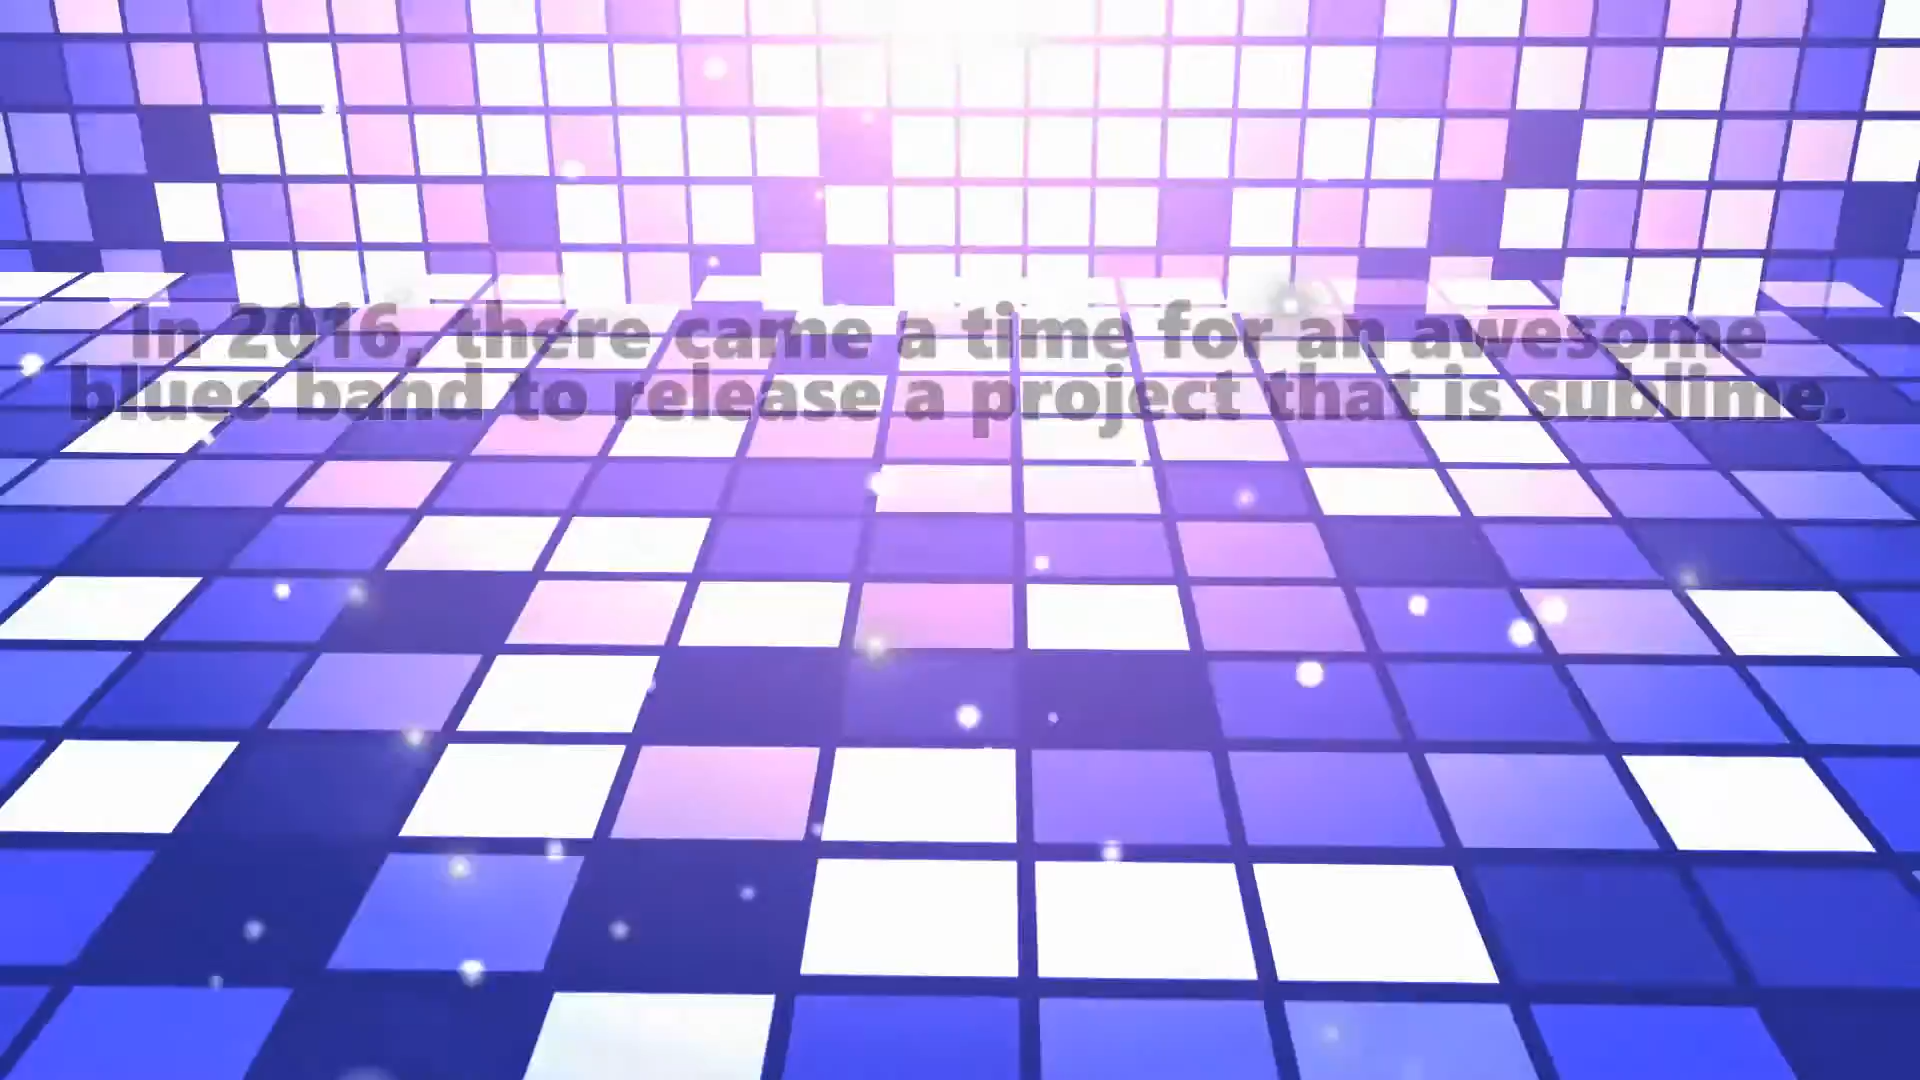 In 2016, there came a time for an awesome
blues band to release a project that is sublime.